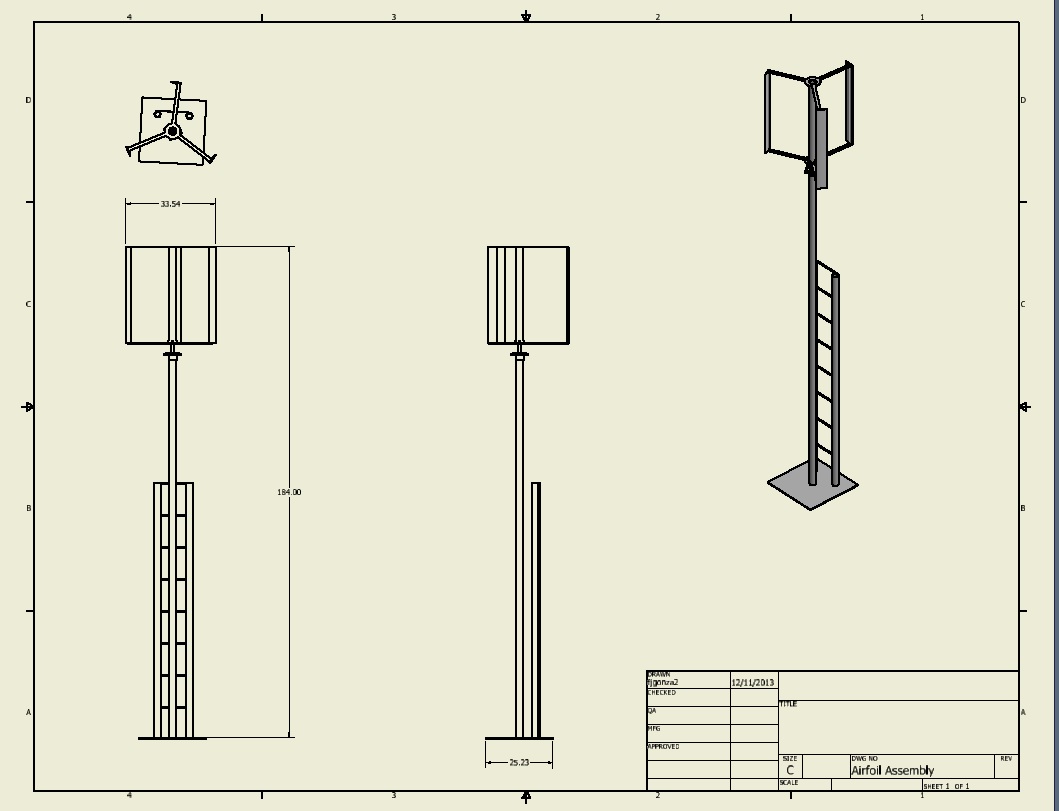 4 3 2 1
D D
33.54
C C
184.00
B B
A A
25.23
DRAWN
fjgonza2 12/11/2013
CHECKED
QA
MFG
APPROVED
TITLE
SIZE
C
DWG NO
Airfoil Assembly
REV
SCALE
SHEET 1 OF 1
4 3 2 1